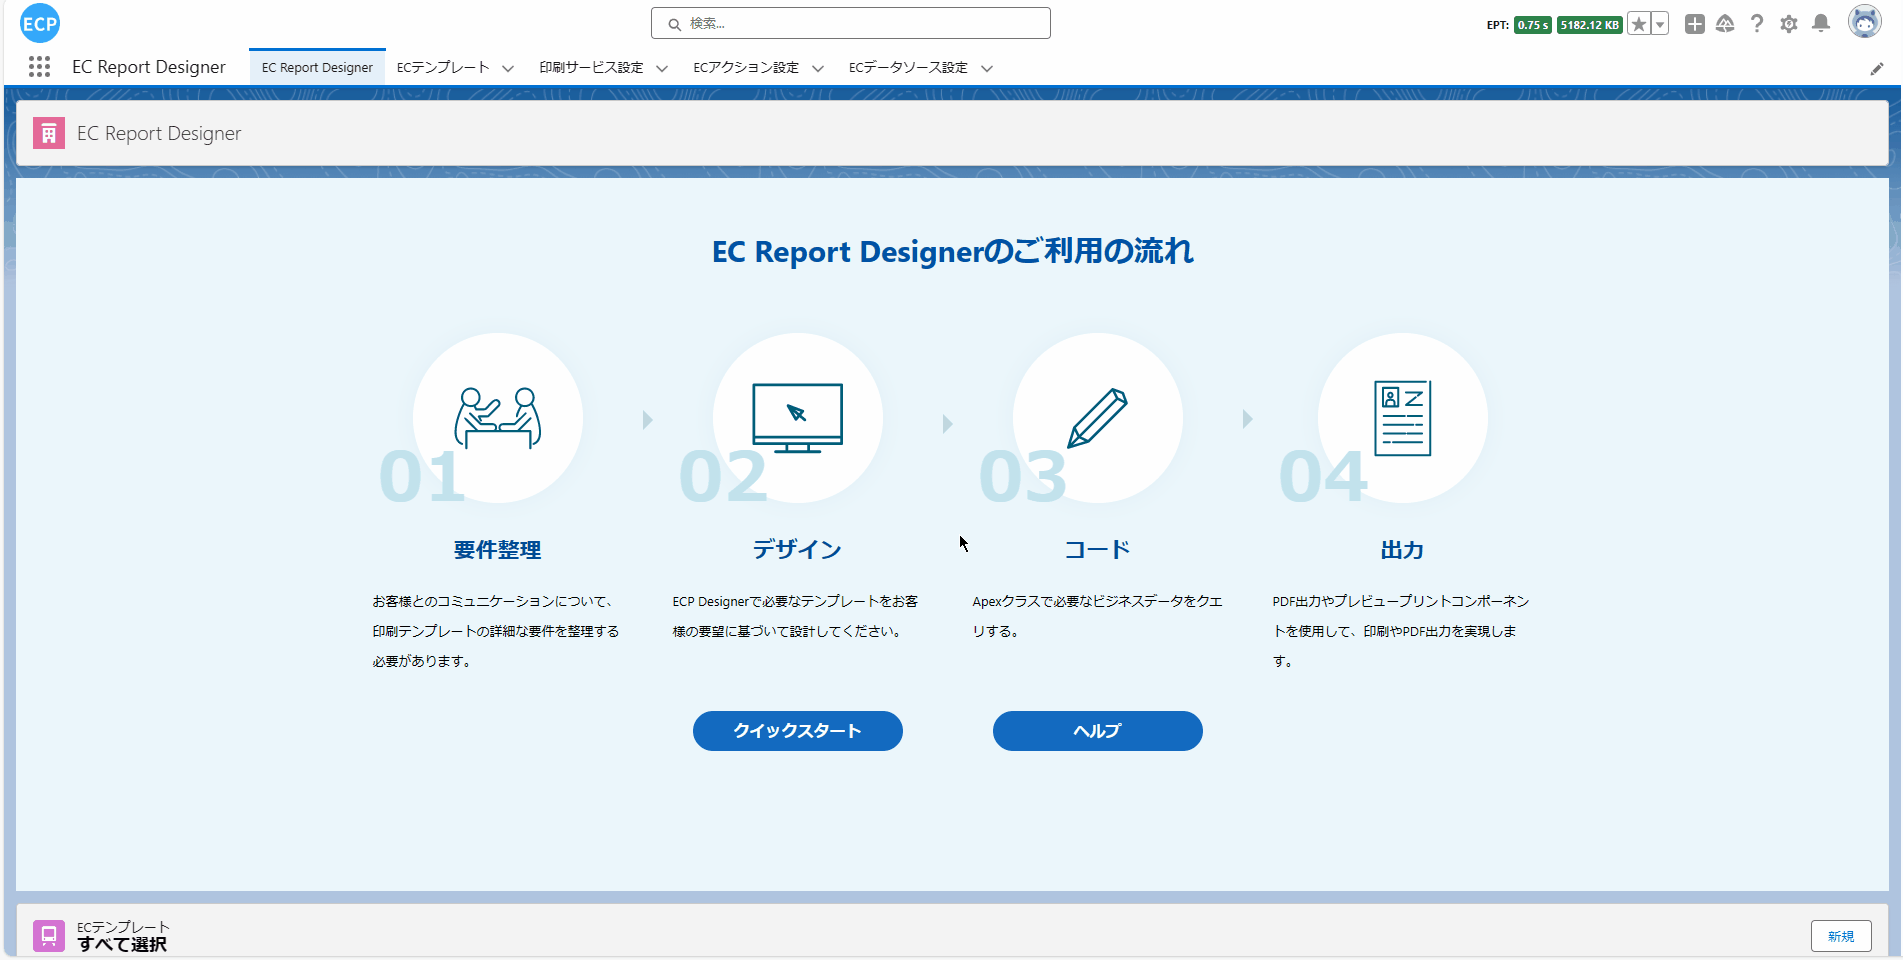 ECP
検索...
EPT: 0.75 s 5182.12 KB
EC Report Designer
EC Report Designer
ECテンプレート
印刷サービス設定
ECアクション設定
ECデータソース設定
EC Report Designer
EC Report Designerのご利用の流れ
01
02
03
04
要件整理
お客様とのコミュニケーションについて、
印刷テンプレートの詳細な要件を整理する
必要があります。
デザイン
ECP Designerで必要なテンプレートをお客
様の要望に基づいて設計してください。
クイックスタート
コード
Apexクラスで必要なビジネスデータをクエ
リする。
ヘルプ
出力
PDF出力やプレビュープリントコンポーネン
トを使用して、印刷やPDF出力を実現しま
す。
ECテンプレート
すべて選択
新規